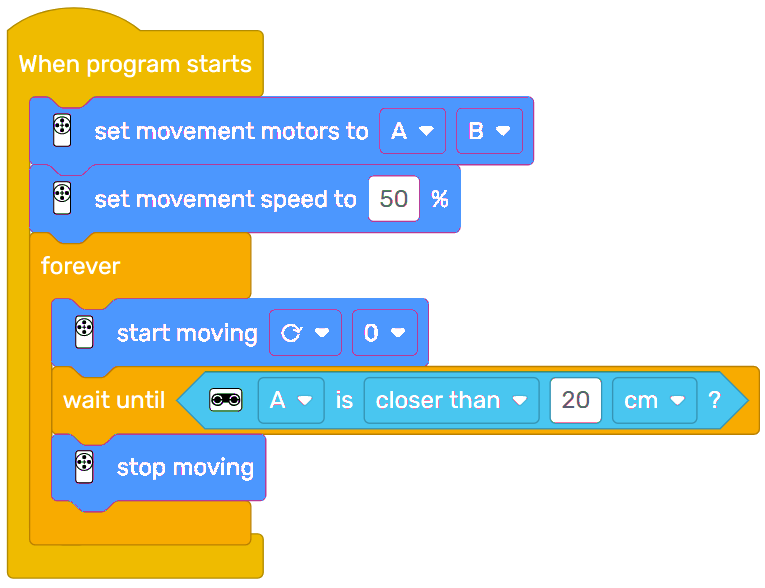 When program starts
set movement motors to A B
set movement speed to 50 %
forever
start moving 0
wait until A is closer than 20 cm ?
stop moving